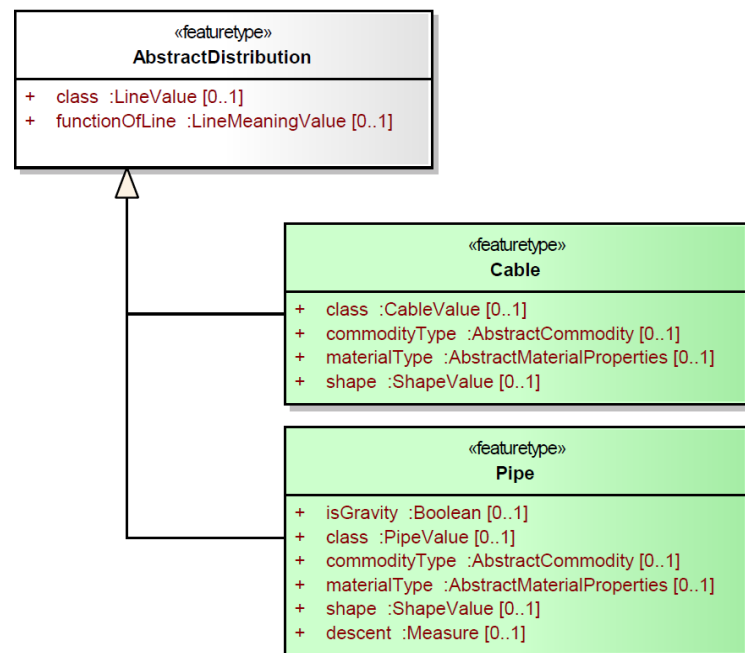 «featuretype»
AbstractDistribution
+ class :LineValue [0..1]
+ functionOfLine :LineMeaningValue [0..1]
«featuretype»
Cable
+ class :CableValue [0..1]
+ commodityType :AbstractCommodity [0..1]
+ materialType :AbstractMaterialProperties [0..1]
+ shape :ShapeValue [0..1]
«featuretype»
Pipe
+ isGravity :Boolean [0..1]
+ class :PipeValue [0..1]
+ commodityType :AbstractCommodity [0..1]
+ materialType :AbstractMaterialProperties [0..1]
+ shape :ShapeValue [0..1]
+ descent :Measure [0..1]